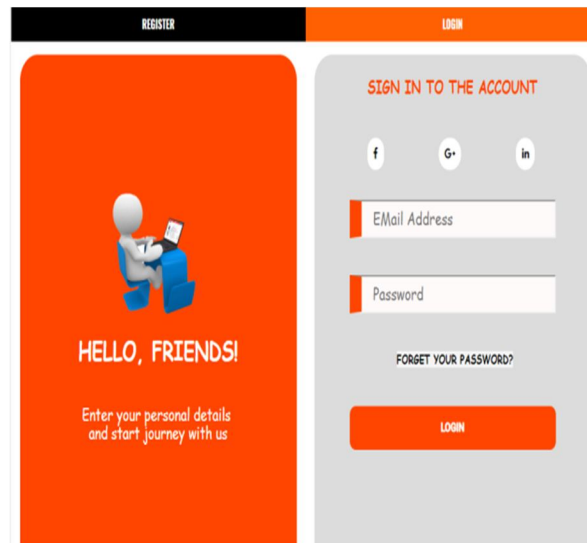 REGISTER
LOGIN
HELLO, FRIENDS!
Enter your personal details
and start journey with us
SIGN IN TO THE ACCOUNT
f
G+
in
EMail Address
Password
FORGET YOUR PASSWORD?
LOGIN